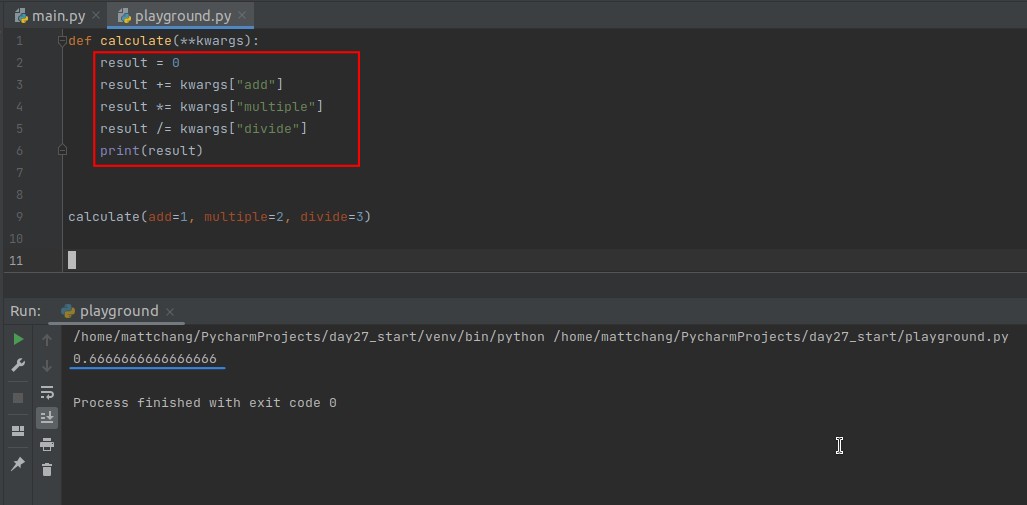 main.py playground.py
1 def calculate(**kwargs):
2 result = 0
3 result += kwargs["add"]
4 result *= kwargs["multiple"]
5 result /= kwargs["divide"]
6 print(result)
7
8
9 calculate(add=1, multiple=2, divide=3)
10
11
Run: playground
/home/mattchang/PycharmProjects/day27_start/venv/bin/python /home/mattchang/PycharmProjects/day27_start/playground.py
0.6666666666666666
Process finished with exit code 0